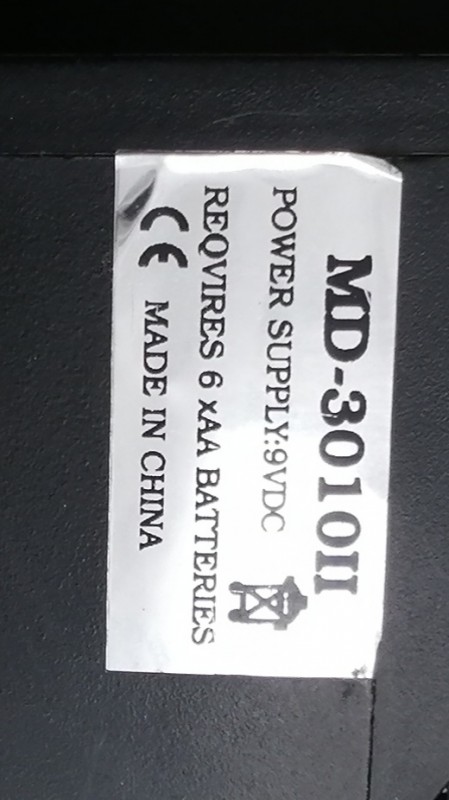 MD-3010II
POWER SUPPLY:9VDC
REQVIRES 6 xAA BATTERIES
CE MADE IN CHINA